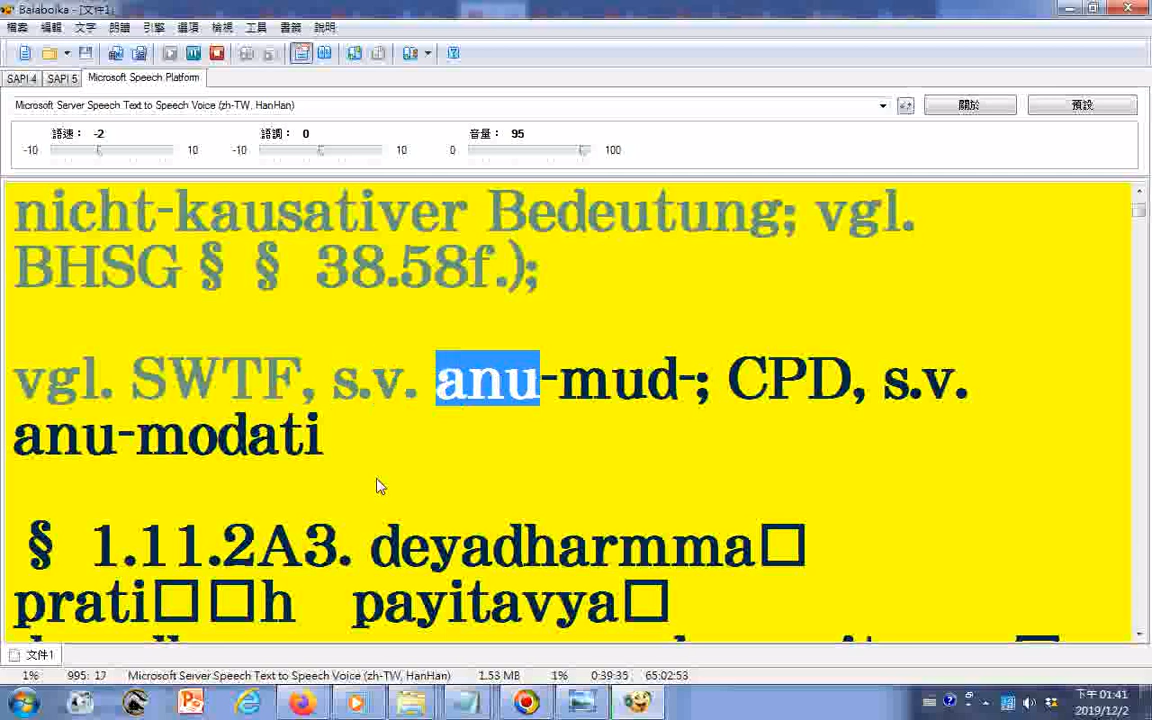 Balabolka - [文件1]
檔案 編輯 文字 朗讀 引擎 選項 檢視 工具 書籤 說明
SAPI 4 SAPI 5 Microsoft Speech Platform
Microsoft Server Speech Text to Speech Voice (zh-TW, HanHan) 關於 預設
語速： -2 語調： 0 音量： 95
-10 10 -10 10 0 100
nicht-kausativer Bedeutung; vgl.
BHSG § § 38.58f.);
vgl. SWTF, s.v. anu-mud-; CPD, s.v.
anu-modati
§ 1.11.2A3. deyadharmma□
prati□□h payitavya□
文件1
1% 995: 17 Microsoft Server Speech Text to Speech Voice (zh-TW, HanHan) 1.53 MB 1% 0:39:35 65:02:53
下午 01:41
2019/12/2